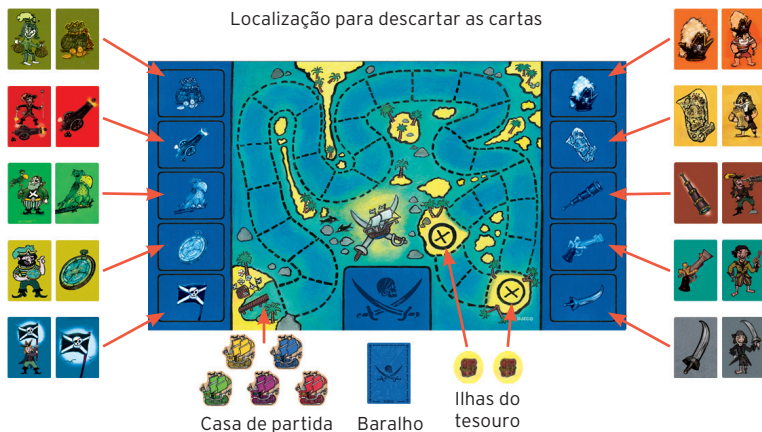 Localização para descartar as cartas
Casa de partida
Baralho
Ilhas do
tesouro